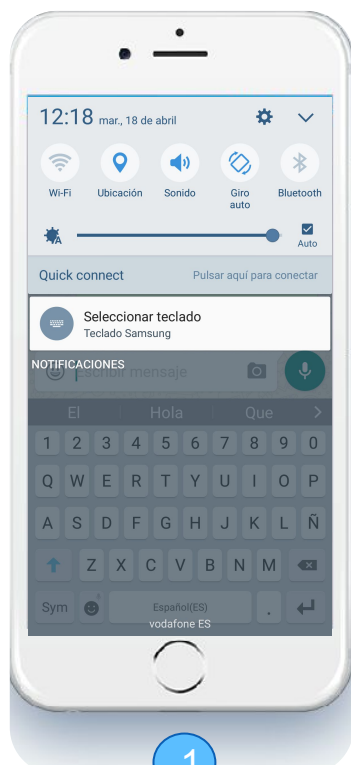 12:18 mar., 18 de abril
Wi-Fi
Ubicación
Sonido
Giro
auto
Bluetooth
A
Auto
Quick connect
Pulsar aquí para conectar
Seleccionar teclado
Teclado Samsung
NOTIFICACIONES
Escribir mensaje
El
Hola
Que
1 2 3 4 5 6 7 8 9 0
Q W E R T Y U I O P
A S D F G H J K L Ñ
Z X C V B N M
Sym
Español(ES)
.
vodafone ES
1